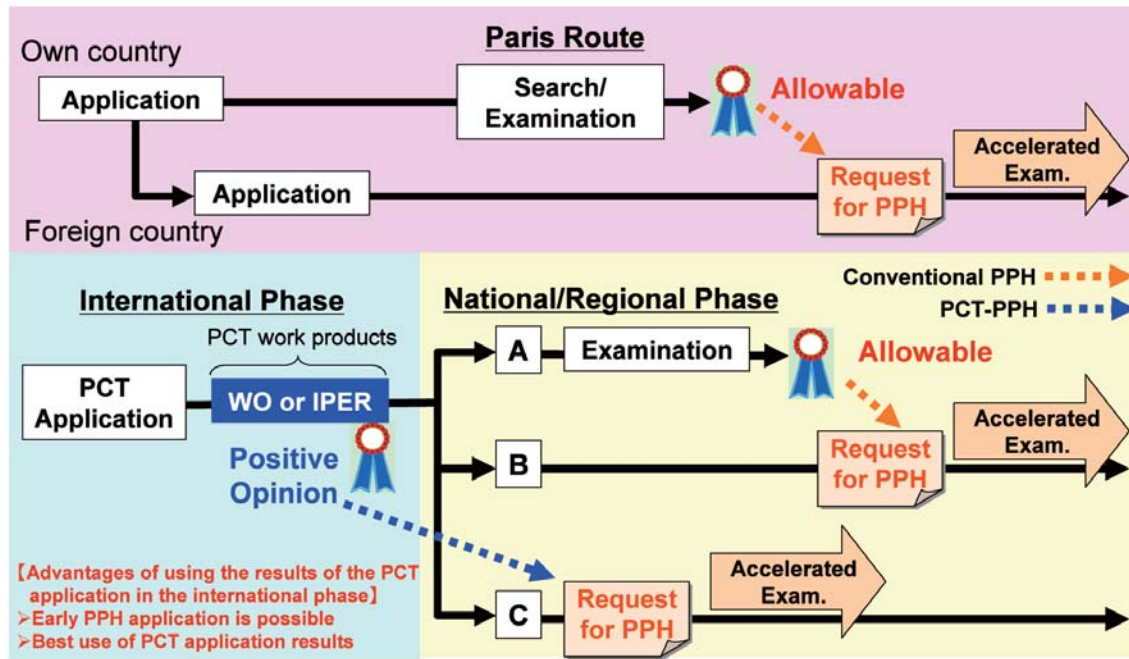 Paris Route
Own country
Application
Search/
Examination
Allowable
Application
Request
for PPH
Accelerated
Exam.
Foreign country
International Phase
PCT work products
PCT
Application
WO or IPER
Positive
Opinion
【Advantages of using the results of the PCT
application in the international phase】
➢Early PPH application is possible
➢Best use of PCT application results
National/Regional Phase
Conventional PPH
PCT-PPH
A
Examination
Allowable
B
Request
for PPH
Accelerated
Exam.
C
Request
for PPH
Accelerated
Exam.